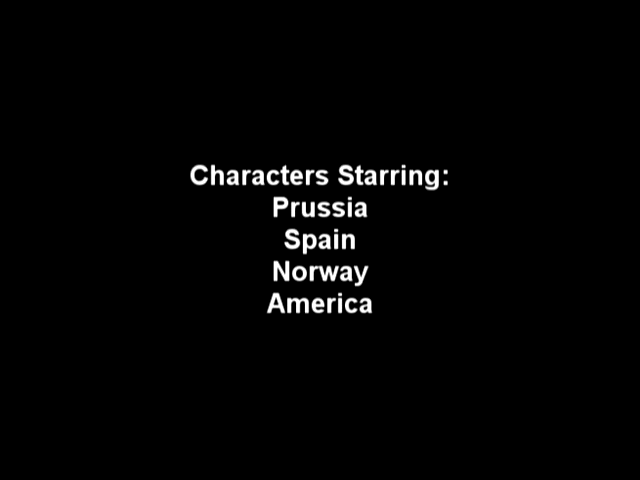 Characters Starring:
Prussia
Spain
Norway
America